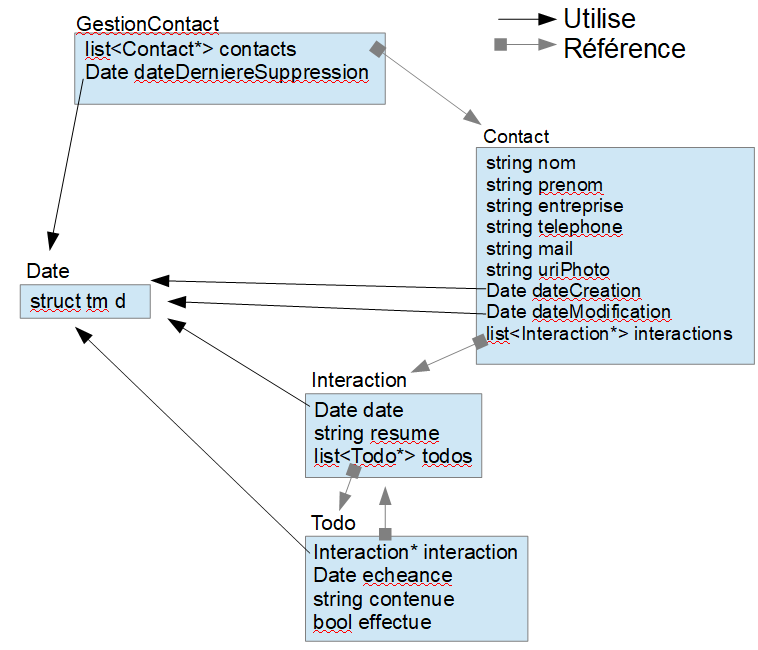 GestionContact
list<Contact*> contacts
Date dateDerniereSuppression
Utilise
Référence
Contact
string nom
string prenom
string entreprise
string telephone
string mail
string uriPhoto
Date dateCreation
Date dateModification
list<Interaction*> interactions
Date
struct tm d
Interaction
Date date
string resume
list<Todo*> todos
Todo
Interaction* interaction
Date echeance
string contenue
bool effectue